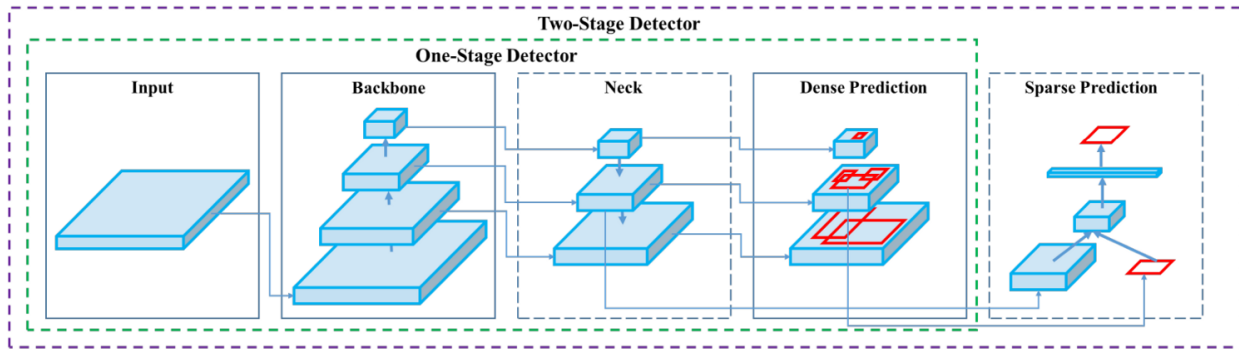 Two-Stage Detector
One-Stage Detector
Input
Backbone
Neck
Dense Prediction
Sparse Prediction